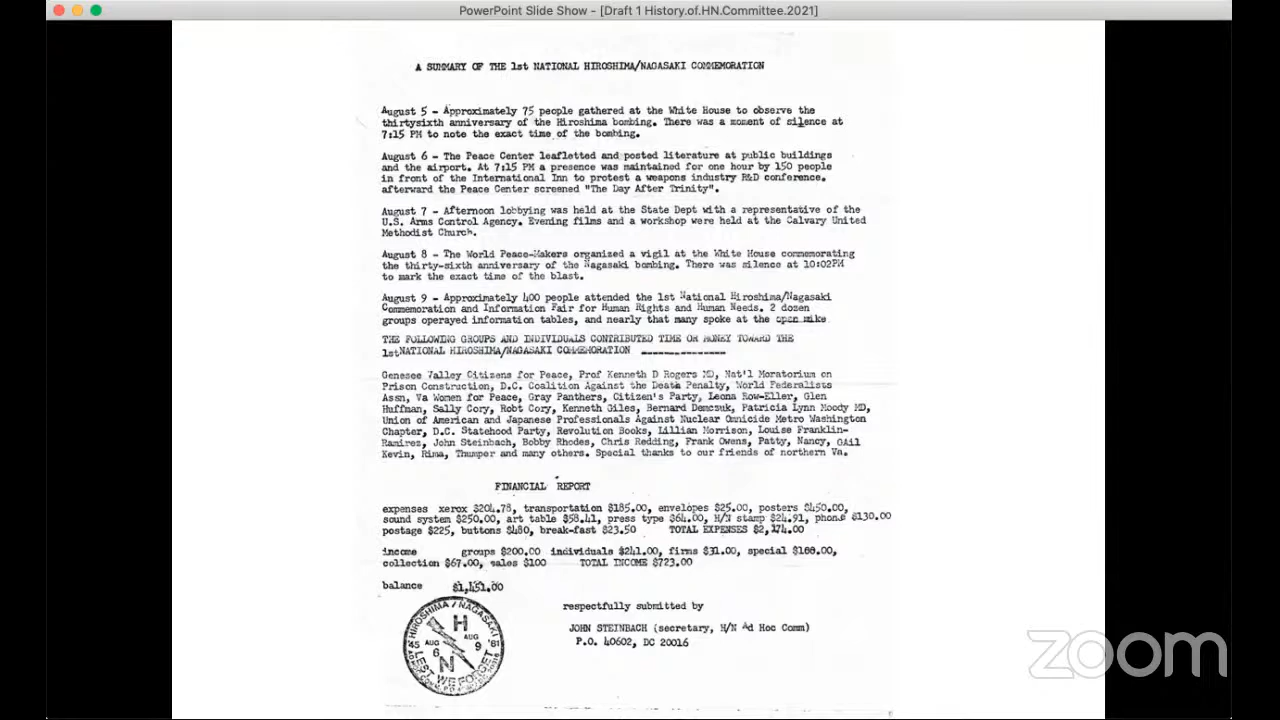 PowerPoint Slide Show - [Draft 1 History.of.HN.Committee.2021]
A SUMMARY OF THE 1st NATIONAL HIROSHIMA/NAGASAKI COMMEMORATION
August 5 - Approximately 75 people gathered at the White House to observe the
thirtysixth anniversary of the Hiroshima bombing. There was a moment of silence at
7:15 PM to note the exact time of the bombing.
August 6 - The Peace Center leafletted and posted literature at public buildings
and the airport. At 7:15 PM a presence was maintained for one hour by 150 people
in front of the International Inn to protest a weapons industry R&D conference.
afterward the Peace Center screened "The Day After Trinity".
August 7 - Afternoon lobbying was held at the State Dept with a representative of the
U.S. Arms Control Agency. Evening films and a workshop were held at the Calvary United
Methodist Church.
August 8 - The World Peace-Makers organized a vigil at the White House commemorating
the thirty-sixth anniversary of the Nagasaki bombing. There was silence at 10:02PM
to mark the exact time of the blast.
August 9 - Approximately 400 people attended the 1st National Hiroshima/Nagasaki
Commemoration and Information Fair for Human Rights and Human Needs. 2 dozen
groups operayed information tables, and nearly that many spoke at the open mike
THE FOLLOWING GROUPS AND INDIVIDUALS CONTRIBUTED TIME OR MONEY TOWARD THE
1st NATIONAL HIROSHIMA/NAGASAKI COMMEMORATION
Genesee Valley Citizens for Peace, Prof Kenneth D Rogers MD, Nat'l Moratorium on
Prison Construction, D.C. Coalition Against the Death Penalty, World Federalists
Assn, Va Women for Peace, Gray Panthers, Citizen's Party, Leona Row-Eller, Glen
Huffman, Sally Cory, Robt Cory, Kenneth Giles, Bernard Demczuk, Patricia Lynn Moody MD,
Union of American and Japanese Professionals Against Nuclear Omnicide Metro Washington
Chapter, D.C. Statehood Party, Revolution Books, Lillian Morrison, Louise Franklin-
Ramirez, John Steinbach, Bobby Rhodes, Chris Redding, Frank Owens, Patty, Nancy, Gail
Kevin, Rima, Thumper and many others. Special thanks to our friends of northern Va.
FINANCIAL REPORT
expenses xerox $204.78, transportation $185.00, envelopes $25.00, posters $450.00,
sound system $250.00, art table $58.41, press type $64.00, H/N stamp $24.91, phone $130.00
postage $225, buttons $480, break-fast $23.50 TOTAL EXPENSES $2,174.00
income groups $200.00 individuals $241.00, firms $31.00, special
collection $67.00, sales $100 TOTAL INCOME $723.00
balance $1,451.00
respectfully submitted by
JOHN STEINBACH (secretary, H/N Ad Hoc Comm)
P.O. 40602, DC 20016
HIROSHIMA/NAGASAKI
H
'45 AUG 6 AUG 9 '81
N
LEST WE FORGET
zoom